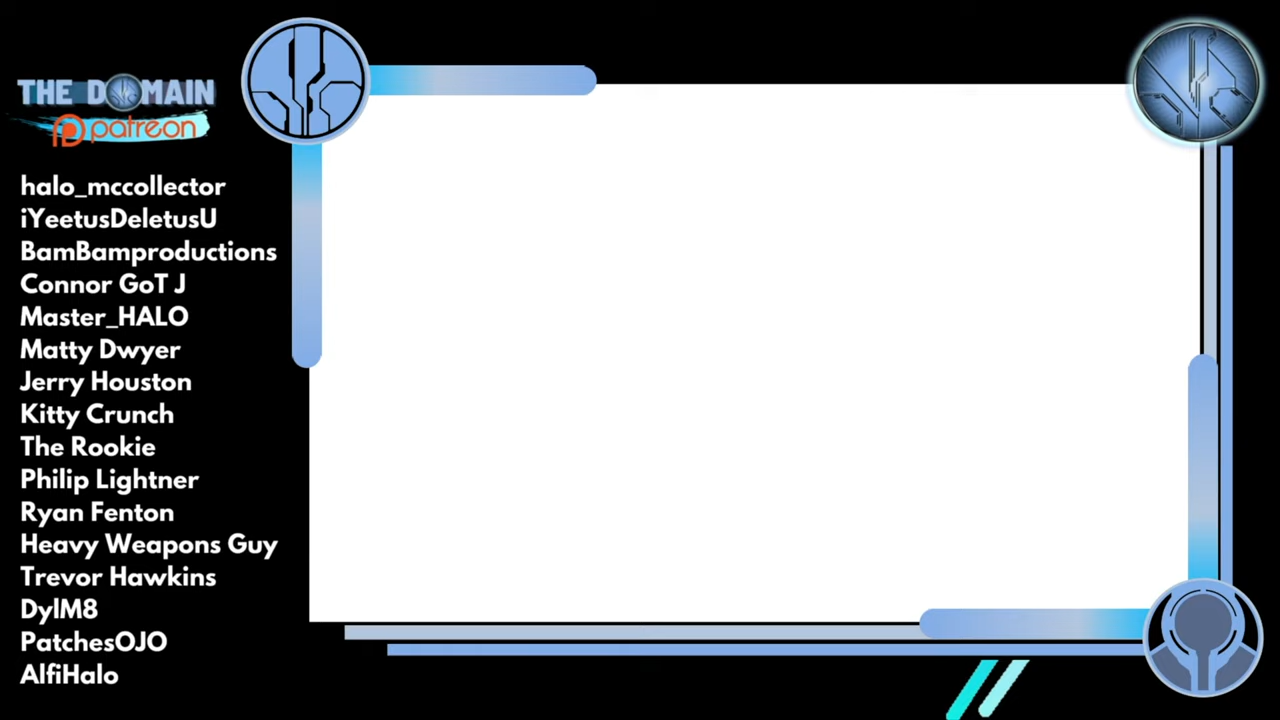 THE DOMAIN
patreon
halo_mccollector
iYeetusDeletusU
BamBamproductions
Connor GoT J
Master_HALO
Matty Dwyer
Jerry Houston
Kitty Crunch
The Rookie
Philip Lightner
Ryan Fenton
Heavy Weapons Guy
Trevor Hawkins
DylM8
PatchesOJO
AlfiHalo